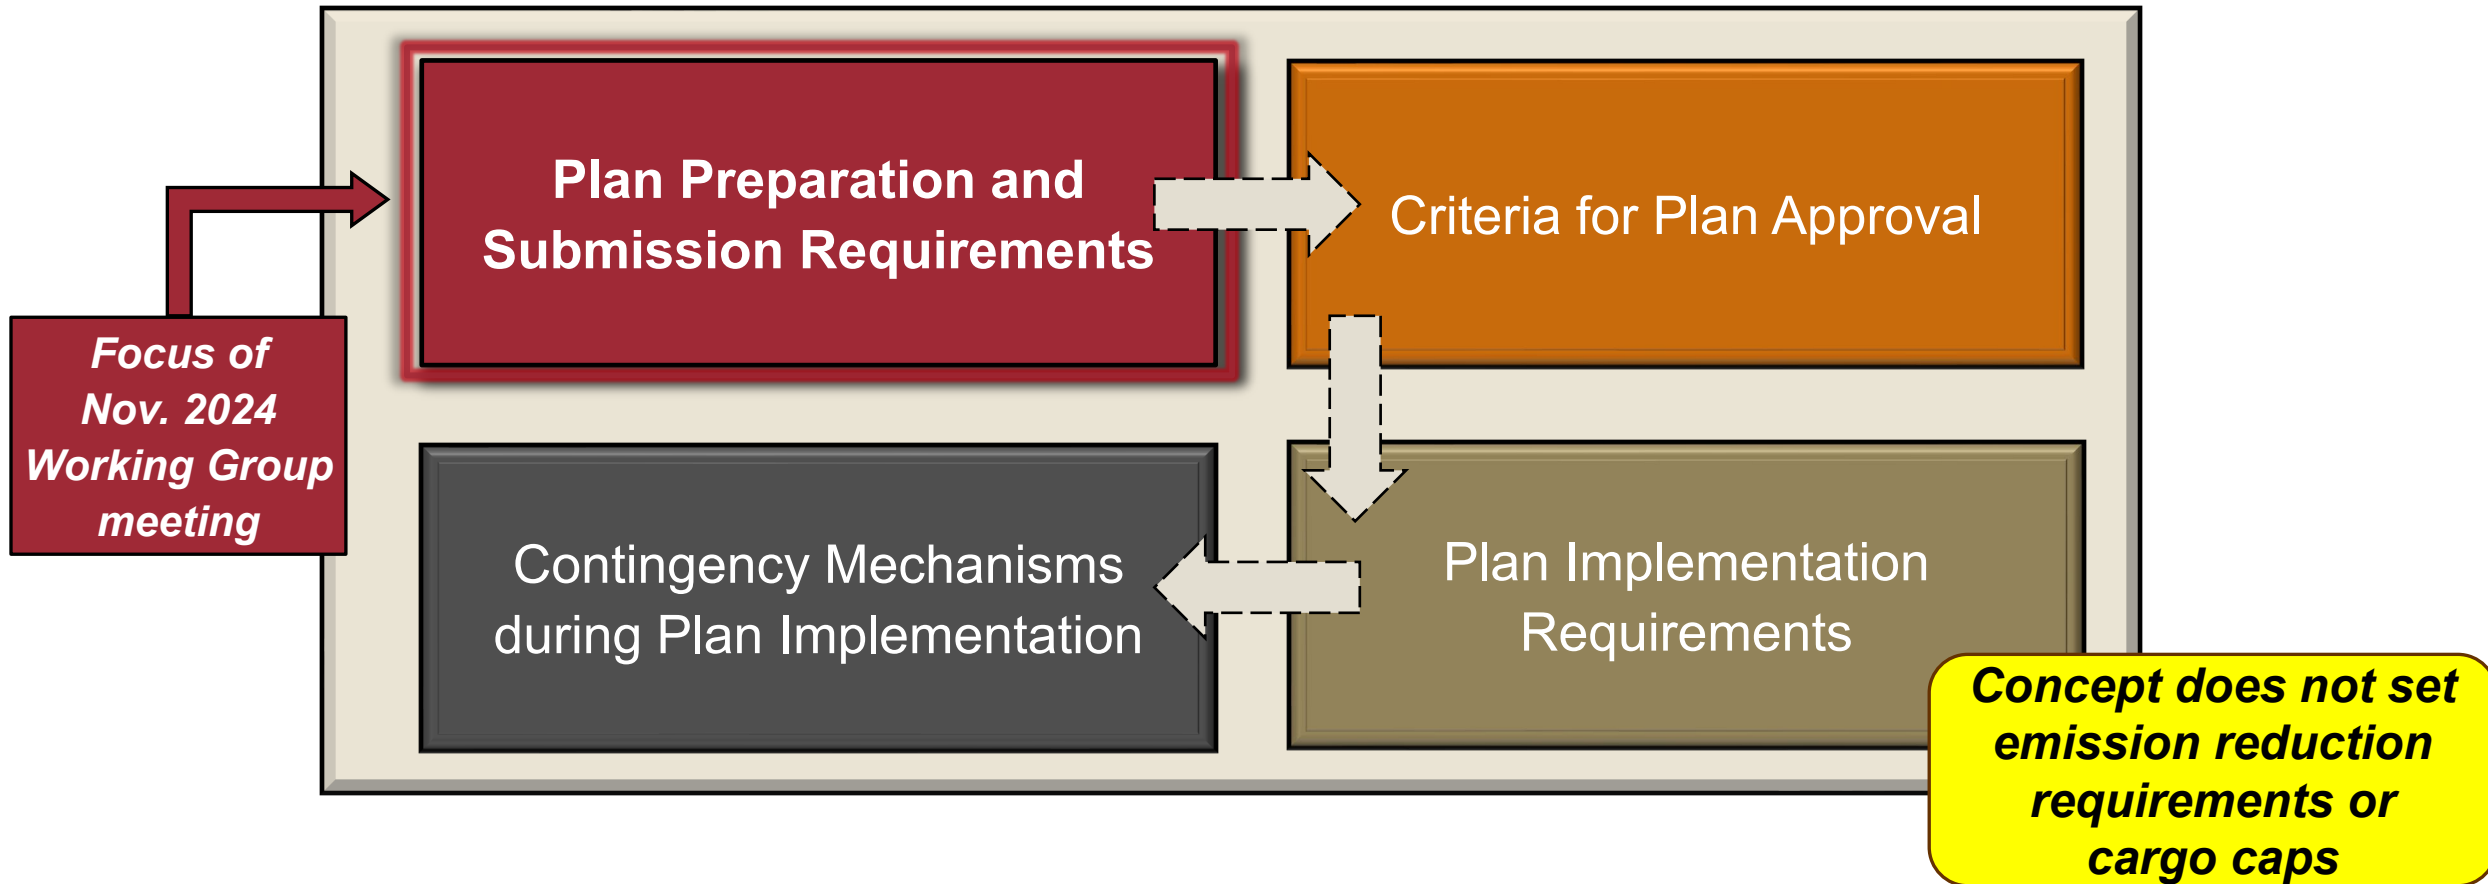 Plan Preparation and
Submission Requirements
Criteria for Plan Approval
Focus of
Nov. 2024
Working Group
meeting
Contingency Mechanisms
during Plan Implementation
Plan Implementation
Requirements
Concept does not set
emission reduction
requirements or
cargo caps